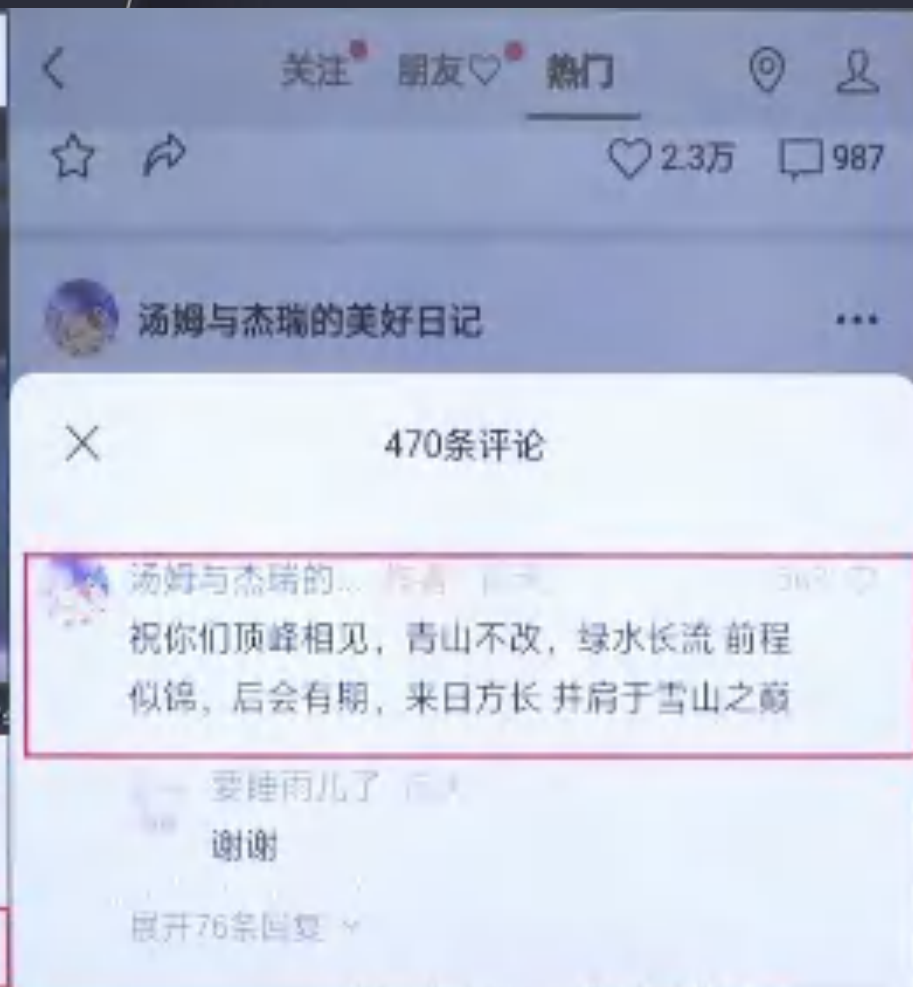 关注 朋友♡ 热门
2.3万 987
汤姆与杰瑞的美好日记
470条评论
汤姆与杰瑞的...
祝你们顶峰相见，青山不改，绿水长流 前程
似锦，后会有期，来日方长 并肩于雪山之巅
要睡雨儿了
谢谢
展开76条回复